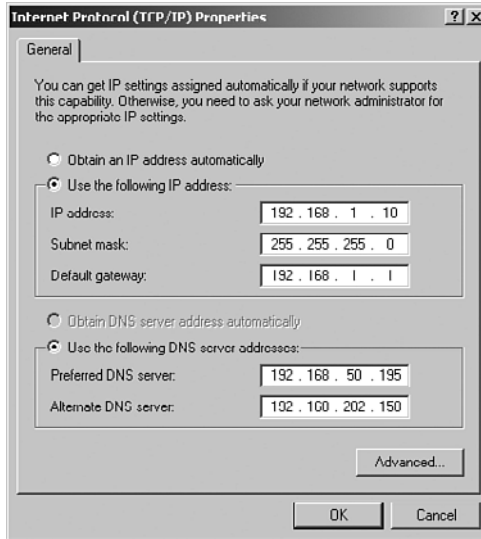 Internet Protocol (TCP/IP) Properties
General
You can get IP settings assigned automatically if your network supports
this capability. Otherwise, you need to ask your network administrator for
the appropriate IP settings.
Obtain an IP address automatically
Use the following IP address:
IP address: 192 . 168 . 1 . 10
Subnet mask: 255 . 255 . 255 . 0
Default gateway: 192 . 168 . 1 . 1
Obtain DNS server address automatically
Use the following DNS server addresses:
Preferred DNS server: 192 . 168 . 50 . 195
Alternate DNS server: 192 . 168 . 202 . 150
Advanced...
OK Cancel